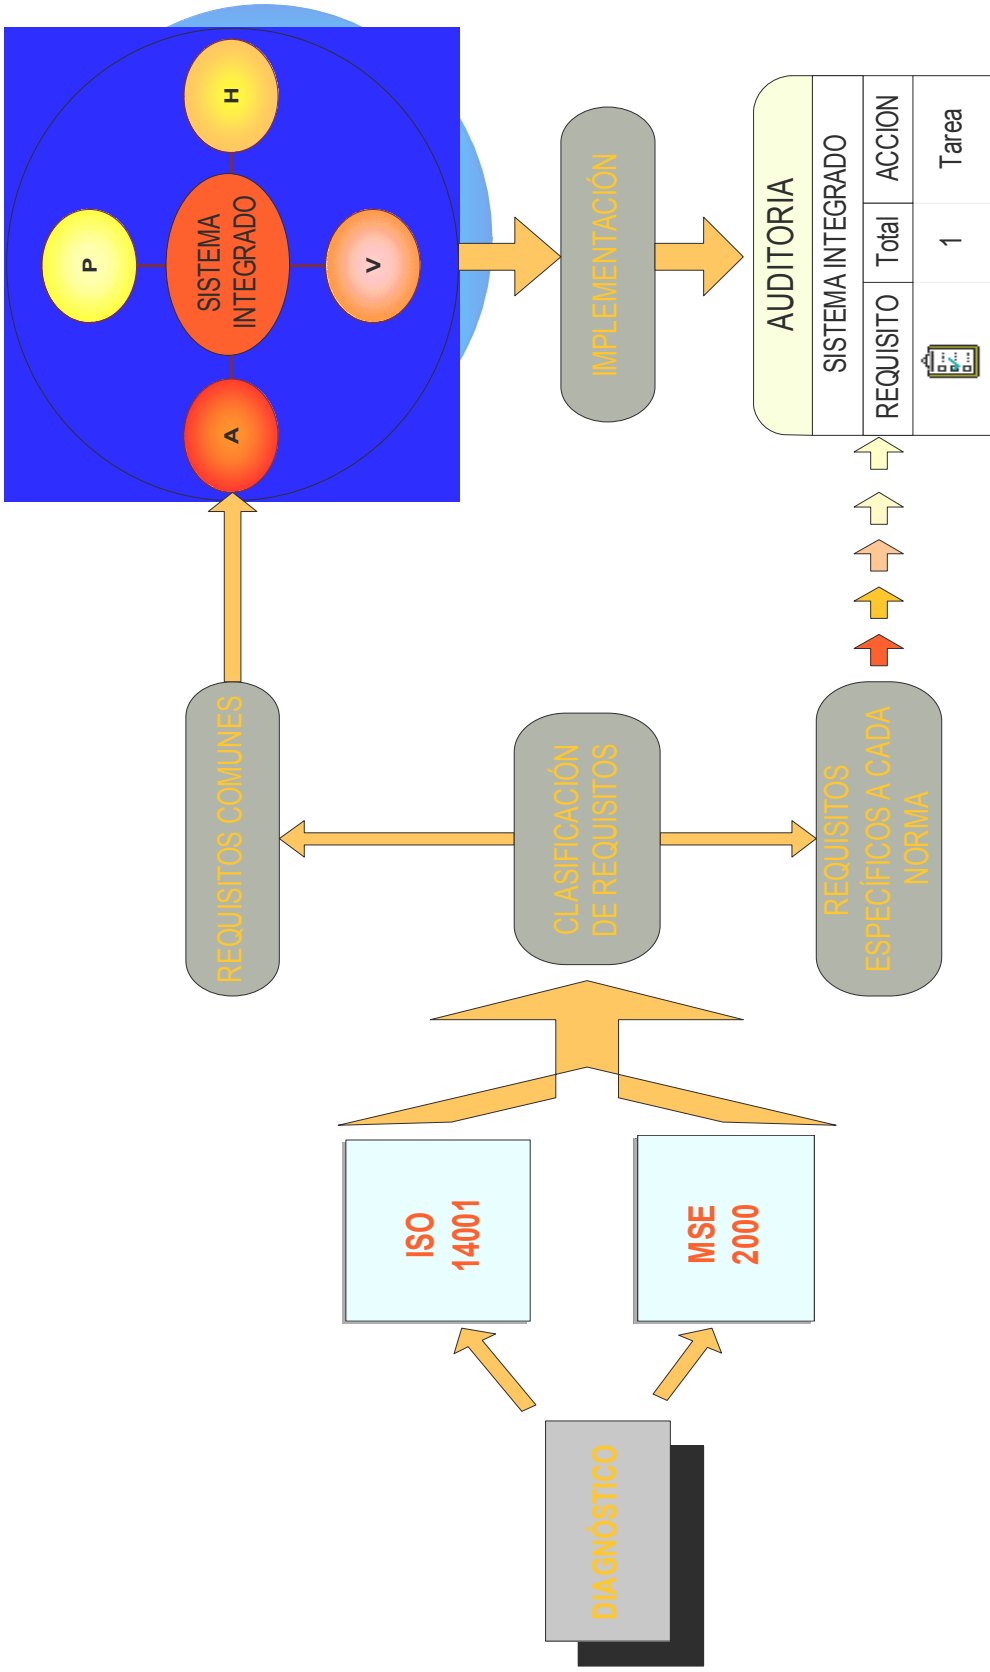 DIAGNÓSTICO
ISO
14001
MSE
2000
CLASIFICACIÓN
DE REQUISITOS
REQUISITOS COMUNES
REQUISITOS
ESPECÍFICOS A CADA
NORMA
A
P
SISTEMA
INTEGRADO
V
H
IMPLEMENTACIÓN
AUDITORIA
SISTEMA INTEGRADO
REQUISITO Total ACCION
1 Tarea